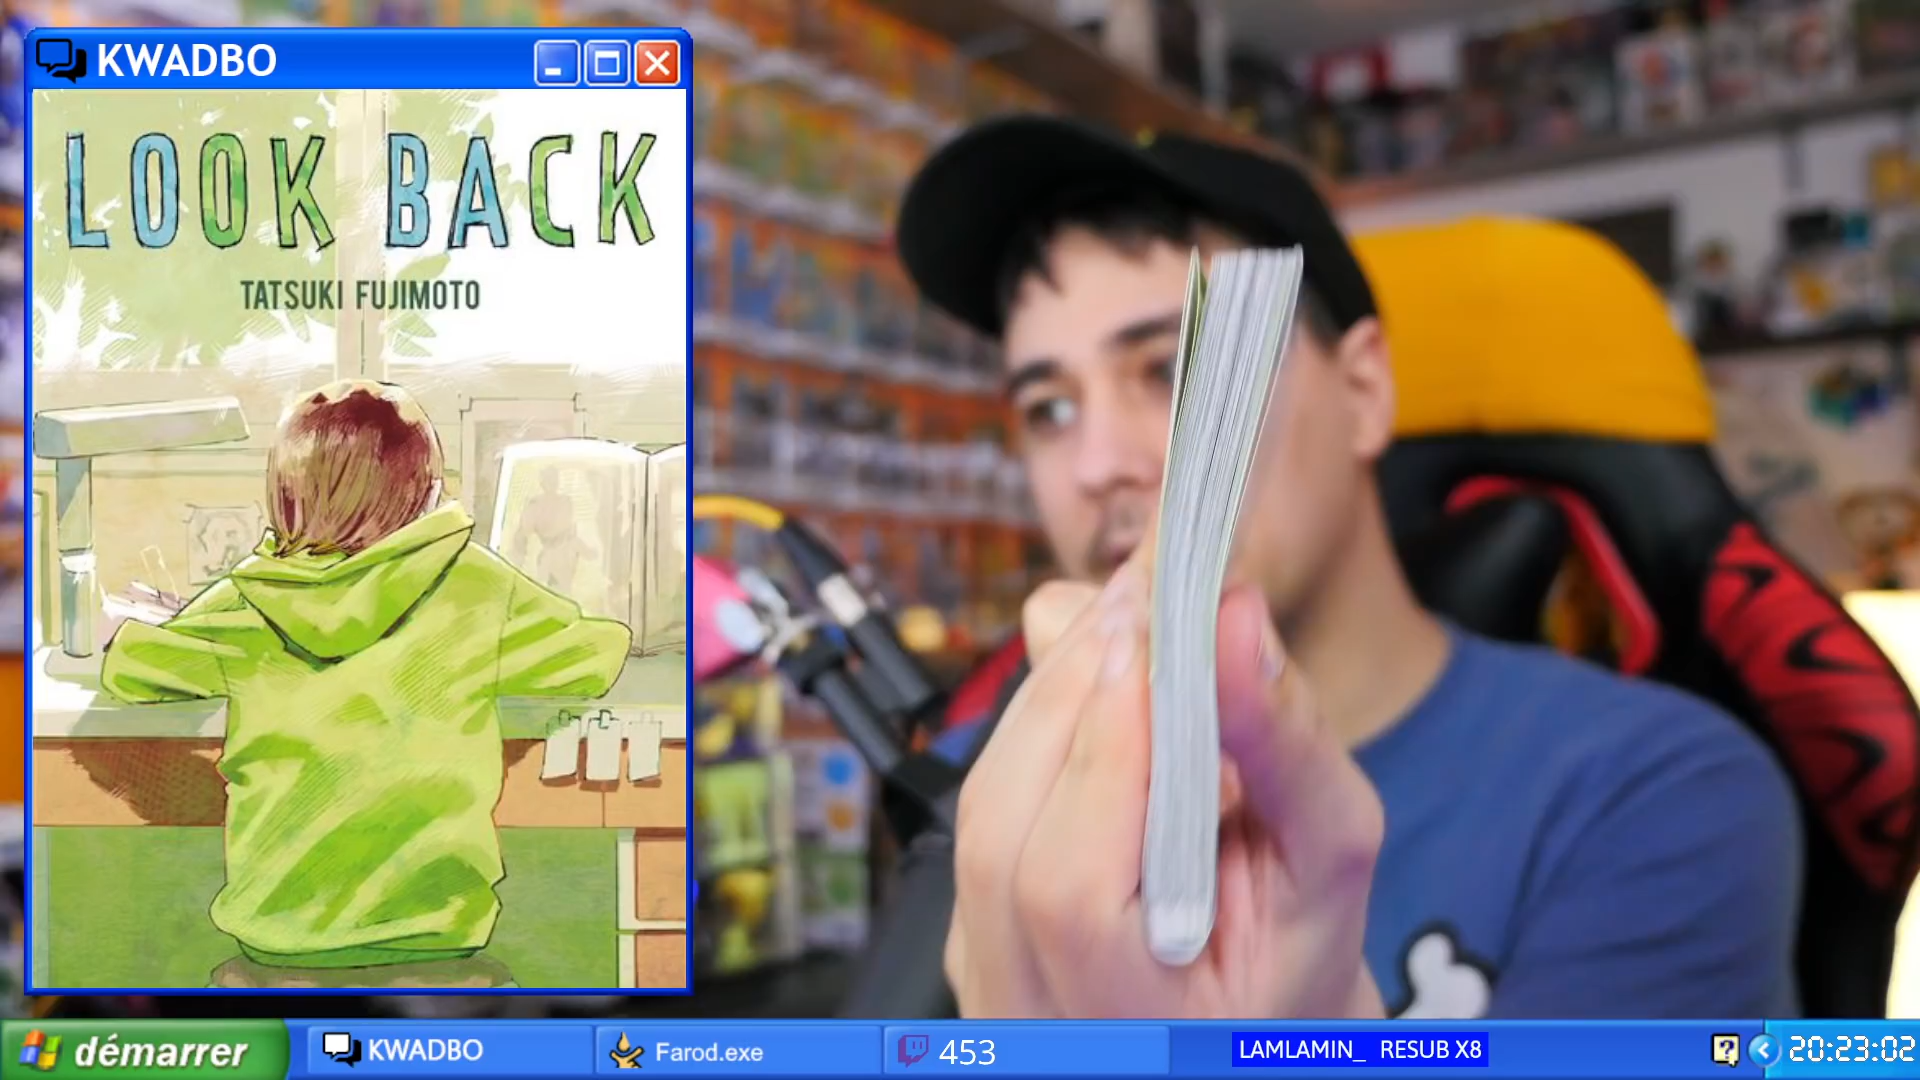 KWADBO
LOOK BACK
TATSUKI FUJIMOTO
démarrer
KWADBO
Farod.exe
453
LAMLAMIN_ RESUB X8
20:23:02